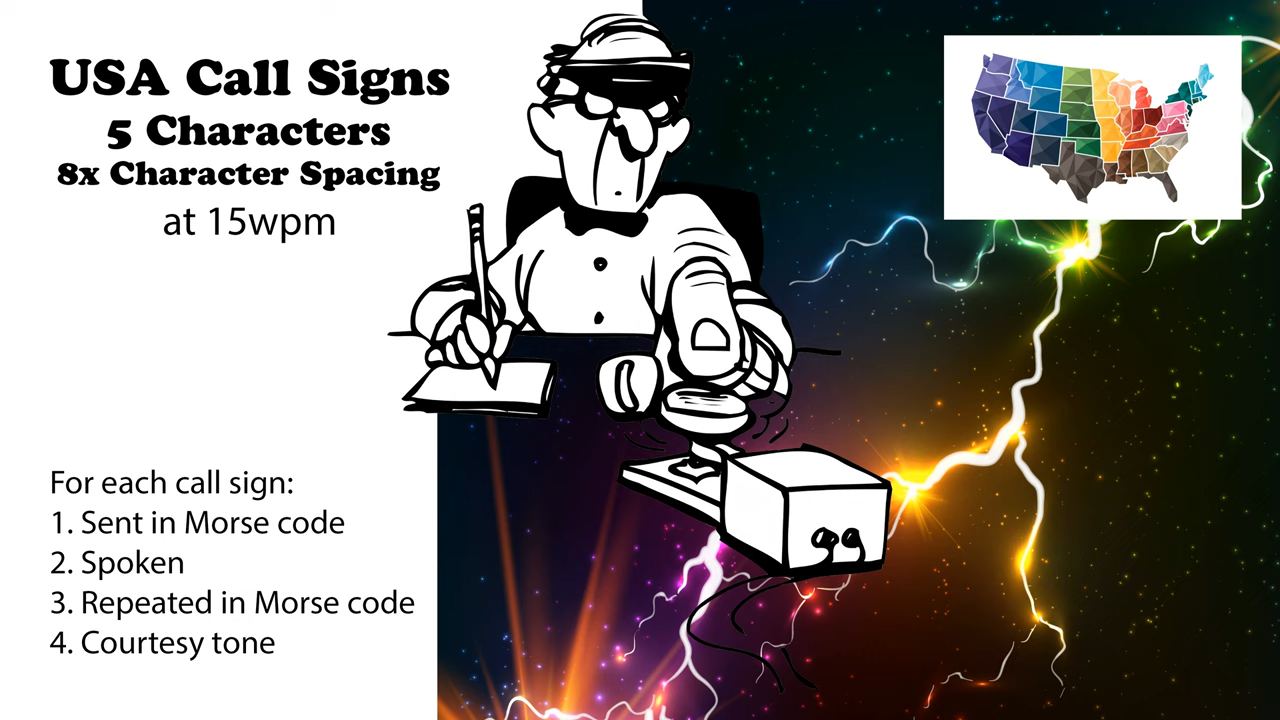 USA Call Signs
5 Characters
8x Character Spacing
at 15wpm
For each call sign:
1. Sent in Morse code
2. Spoken
3. Repeated in Morse code
4. Courtesy tone